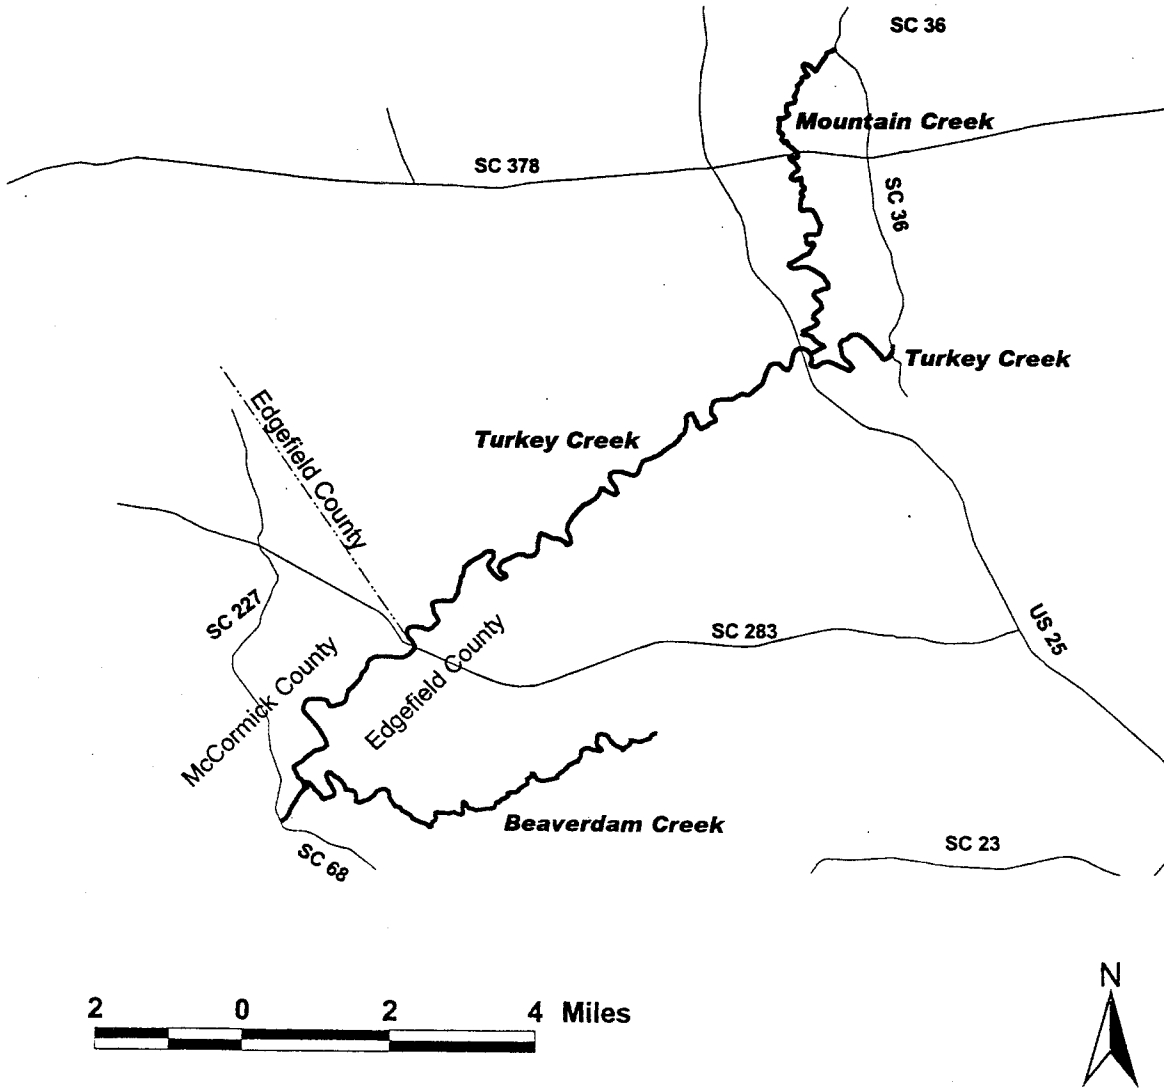 SC 36
Mountain Creek
SC 378
SC 36
Turkey Creek
Edgefield County
Turkey Creek
SC 227
US 25
SC 283
McCormick County
Edgefield County
Beaverdam Creek
SC 23
SC 68
N
2 0 2 4 Miles